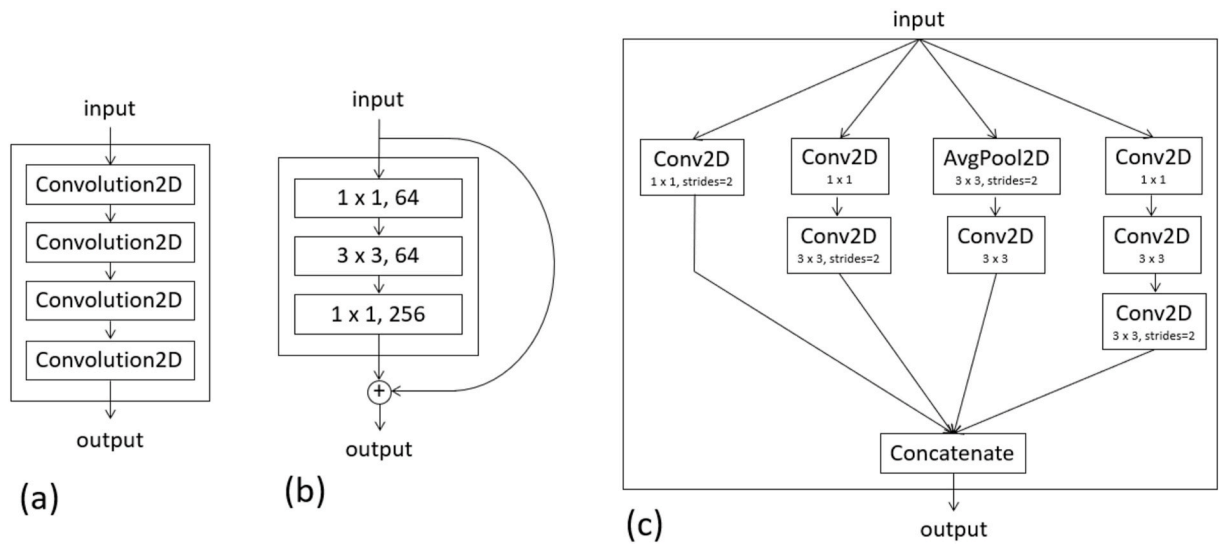 input
Convolution2D
Convolution2D
Convolution2D
Convolution2D
output
(a)
input
1 x 1, 64
3 x 3, 64
1 x 1, 256
+
output
(b)
input
Conv2D
1 x 1, strides=2
Conv2D
1 x 1
AvgPool2D
3 x 3, strides=2
Conv2D
1 x 1
Conv2D
3 x 3, strides=2
Conv2D
3 x 3
Conv2D
3 x 3
Conv2D
3 x 3, strides=2
Concatenate
output
(c)